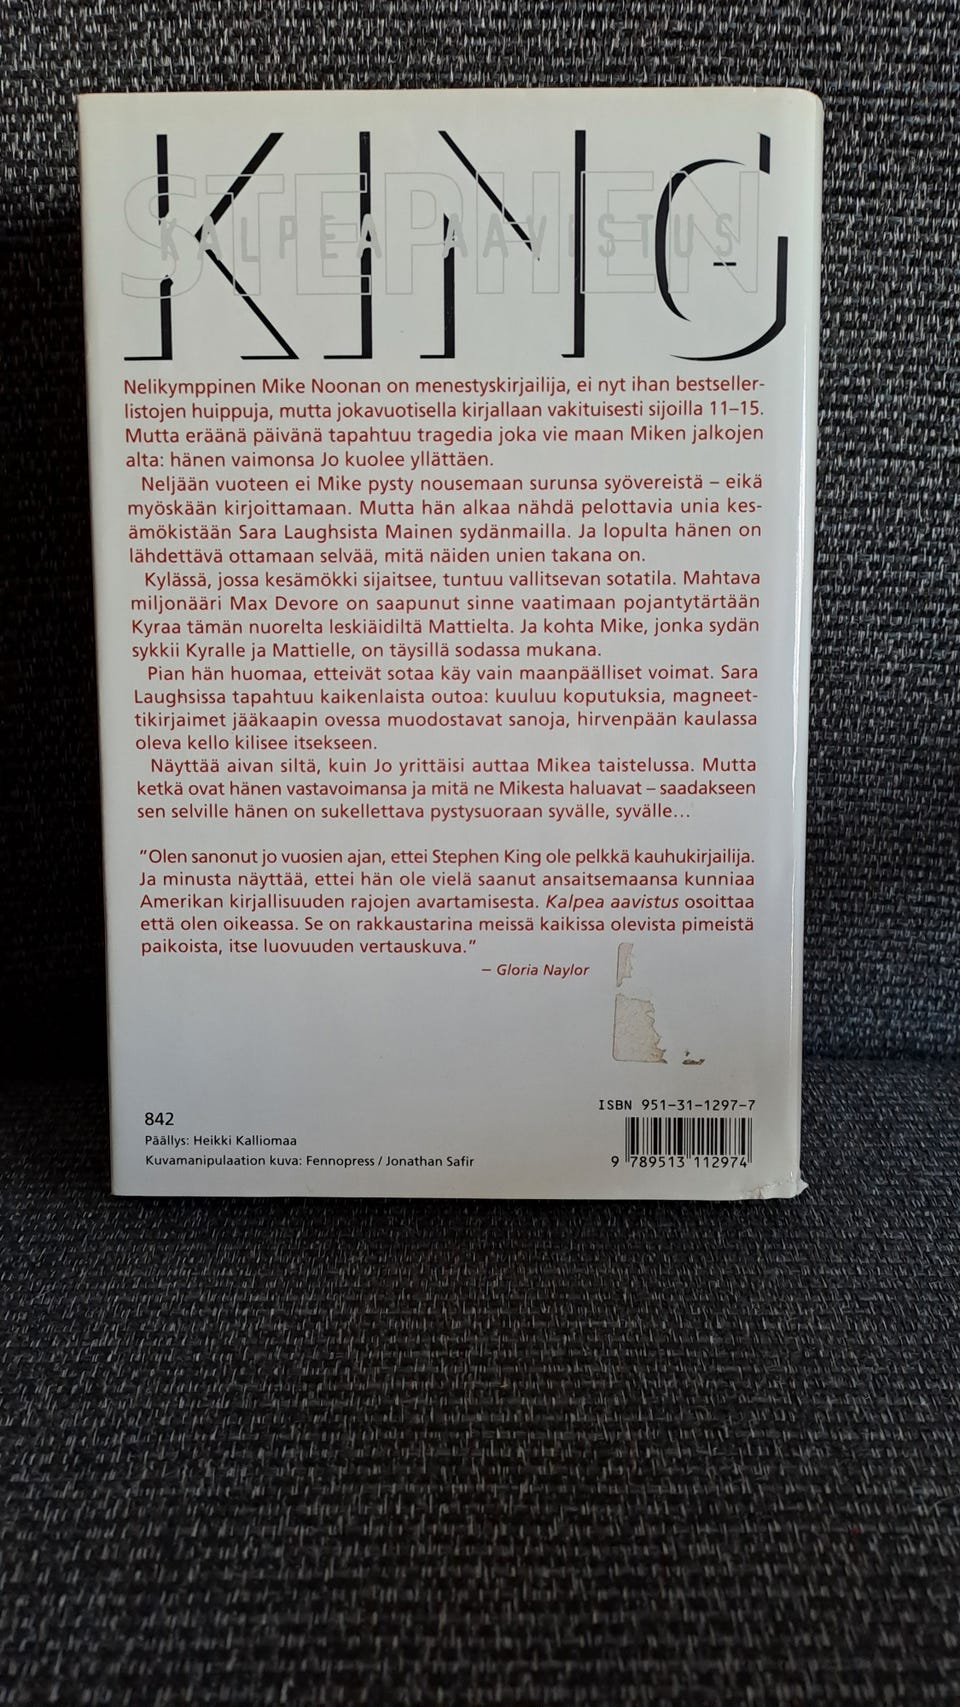 STEPHEN
KING
KALPEA AAVISTUS
Nelikymppinen Mike Noonan on menestyskirjailija, ei nyt ihan bestseller-
listojen huippuja, mutta jokavuotisella kirjallaan vakituisesti sijoilla 11–15.
Mutta eräänä päivänä tapahtuu tragedia joka vie maan Miken jalkojen
alta: hänen vaimonsa Jo kuolee yllättäen.
Neljään vuoteen ei Mike pysty nousemaan surunsa syövereistä – eikä
myöskään kirjoittamaan. Mutta hän alkaa nähdä pelottavia unia kes-
ämökistään Sara Laughsista Mainen sydänmailla. Ja lopulta hänen on
lähdettävä ottamaan selvää, mitä näiden unien takana on.
Kylässä, jossa kesämökki sijaitsee, tuntuu vallitsevan sotatila. Mahtava
miljonääri Max Devore on saapunut sinne vaatimaan pojantytärtään
Kyraa tämän nuorelta leskiäidiltä Mattielta. Ja kohta Mike, jonka sydän
sykkii Kyralle ja Mattielle, on täysillä sodassa mukana.
Pian hän huomaa, etteivät sotaa käy vain maanpäälliset voimat. Sara
Laughsissa tapahtuu kaikenlaista outoa: kuuluu koputuksia, magneet-
tikirjaimet jääkaapin ovessa muodostavat sanoja, hirvenpään kaulassa
oleva kello kilisee itsekseen.
Näyttää aivan siltä, kuin Jo yrittäisi auttaa Mikea taistelussa. Mutta
ketkä ovat hänen vastavoimansa ja mitä ne Mikesta haluavat – saadakseen
sen selville hänen on sukellettava pystysuoraan syvälle, syvälle...
”Olen sanonut jo vuosien ajan, ettei Stephen King ole pelkkä kauhukirjailija.
Ja minusta näyttää, ettei hän ole vielä saanut ansaitsemaansa kunniaa
Amerikan kirjallisuuden rajojen avartamisesta. Kalpea aavistus osoittaa
että olen oikeassa. Se on rakkaustarina meissä kaikissa olevista pimeistä
paikoista, itse luovuuden vertauskuva.”
– Gloria Naylor
842
Päällys: Heikki Kalliomaa
Kuvamanipulaation kuva: Fennopress / Jonathan Safir
ISBN 951-31-1297-7
9 789513 112974